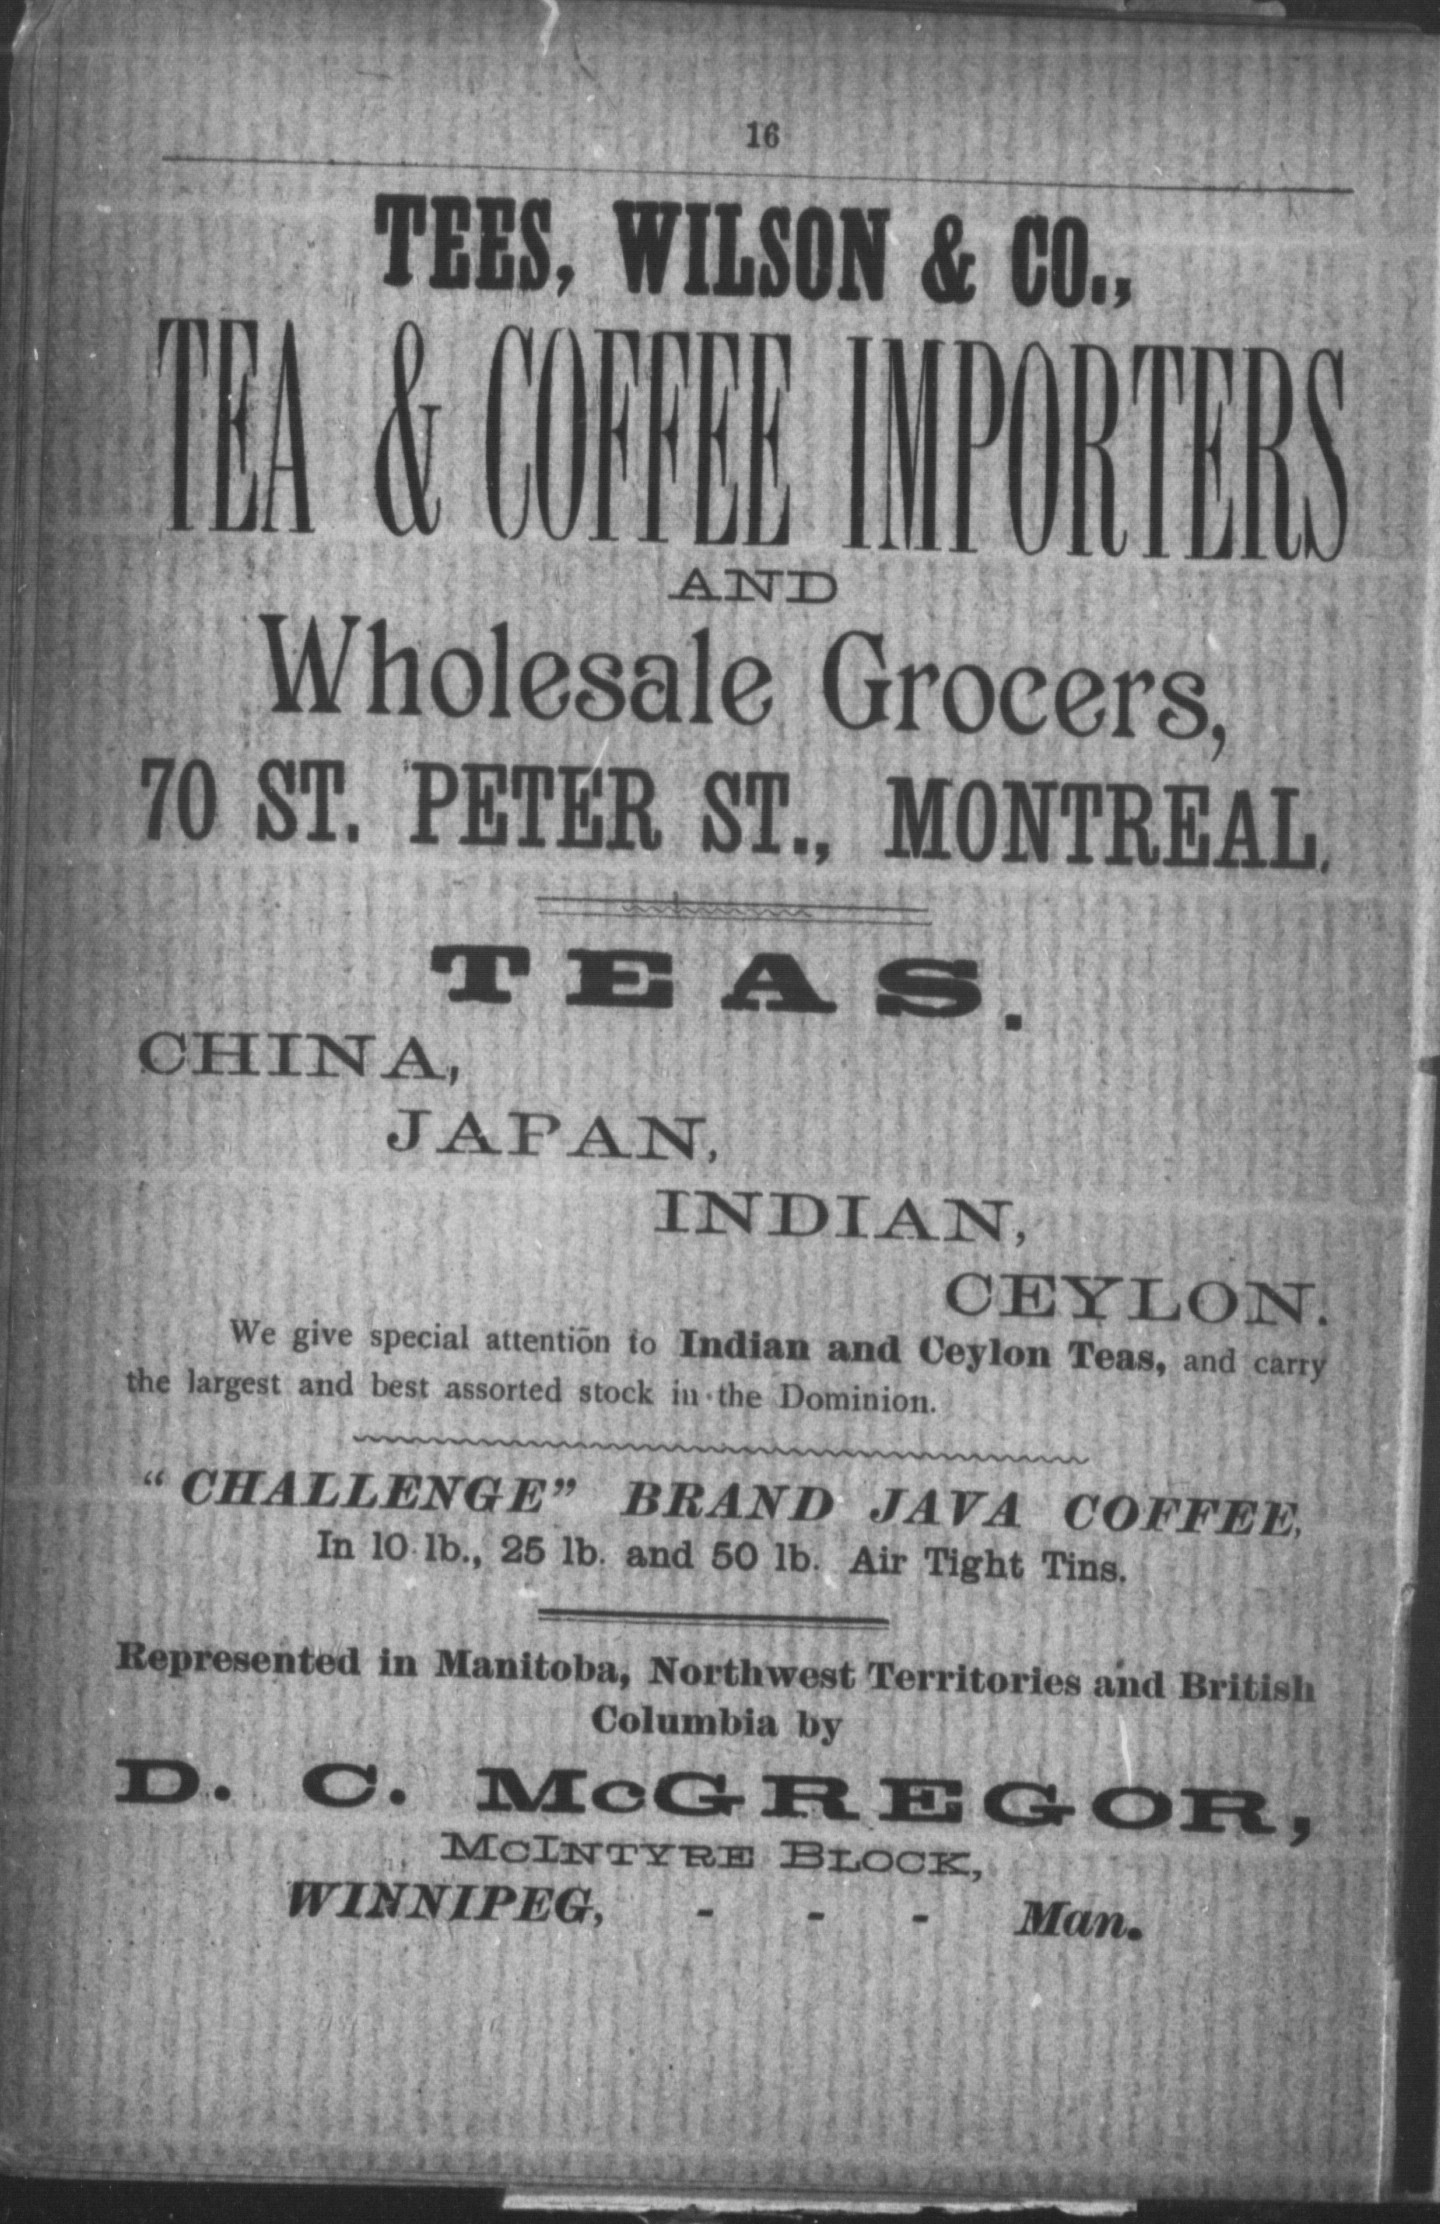 16
TEES, WILSON & CO.,
TEA & COFFEE IMPORTERS
AND
Wholesale Grocers,
70 ST. PETER ST., MONTREAL.
TEAS.
CHINA,
JAPAN,
INDIAN,
CEYLON.
We give special attention to Indian and Ceylon Teas, and carry
the largest and best assorted stock in the Dominion.
"CHALLENGE" BRAND JAVA COFFEE,
In 10 lb., 25 lb. and 50 lb. Air Tight Tins.
Represented in Manitoba, Northwest Territories and British
Columbia by
D. C. McGREGOR,
McINTYRE BLOCK,
WINNIPEG, - - - Man.